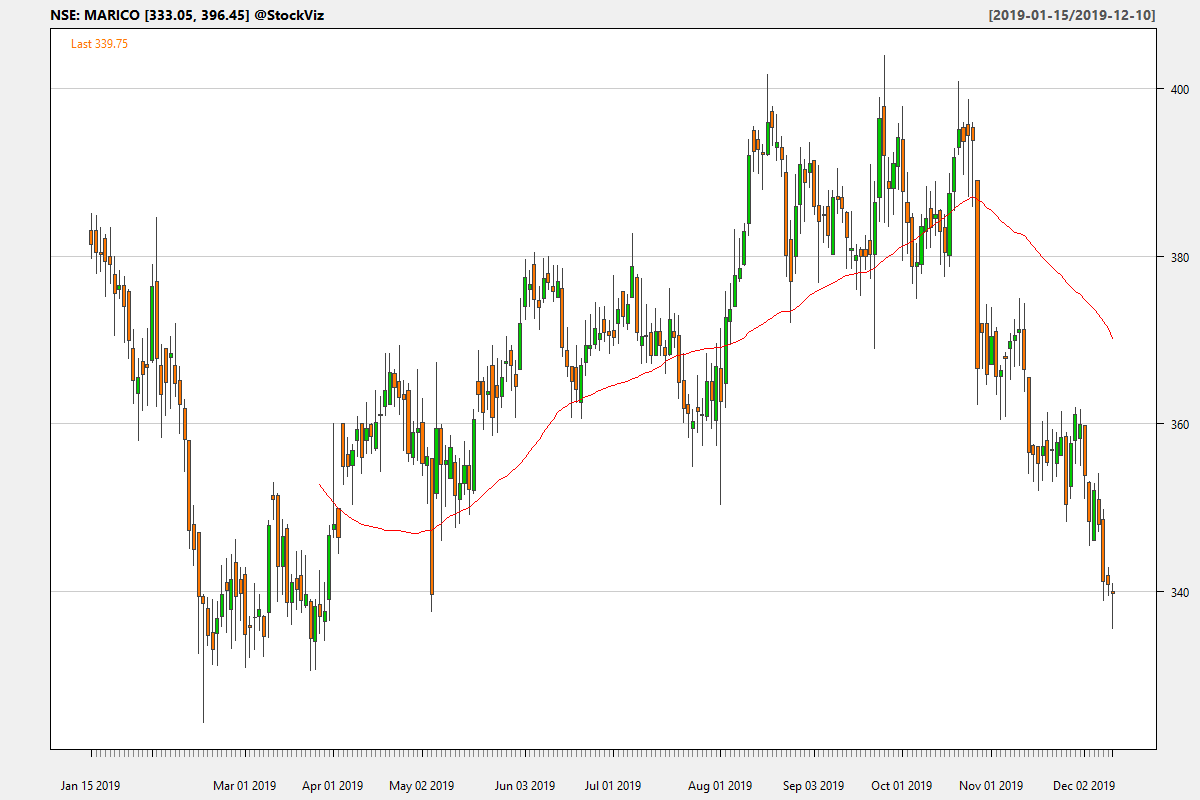 NSE: MARICO [333.05, 396.45] @StockViz
[2019-01-15/2019-12-10]
Last 339.75
400
380
360
340
Jan 15 2019
Mar 01 2019
Apr 01 2019
May 02 2019
Jun 03 2019
Jul 01 2019
Aug 01 2019
Sep 03 2019
Oct 01 2019
Nov 01 2019
Dec 02 2019